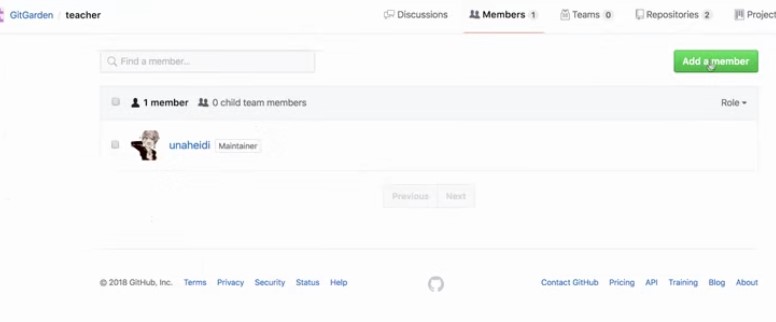 GitGarden / teacher Discussions Members 1 Teams 0 Repositories 2 Project
Find a member... Add a member
1 member 0 child team members Role
unaheidi Maintainer
Previous Next
© 2018 GitHub, Inc. Terms Privacy Security Status Help Contact GitHub Pricing API Training Blog About